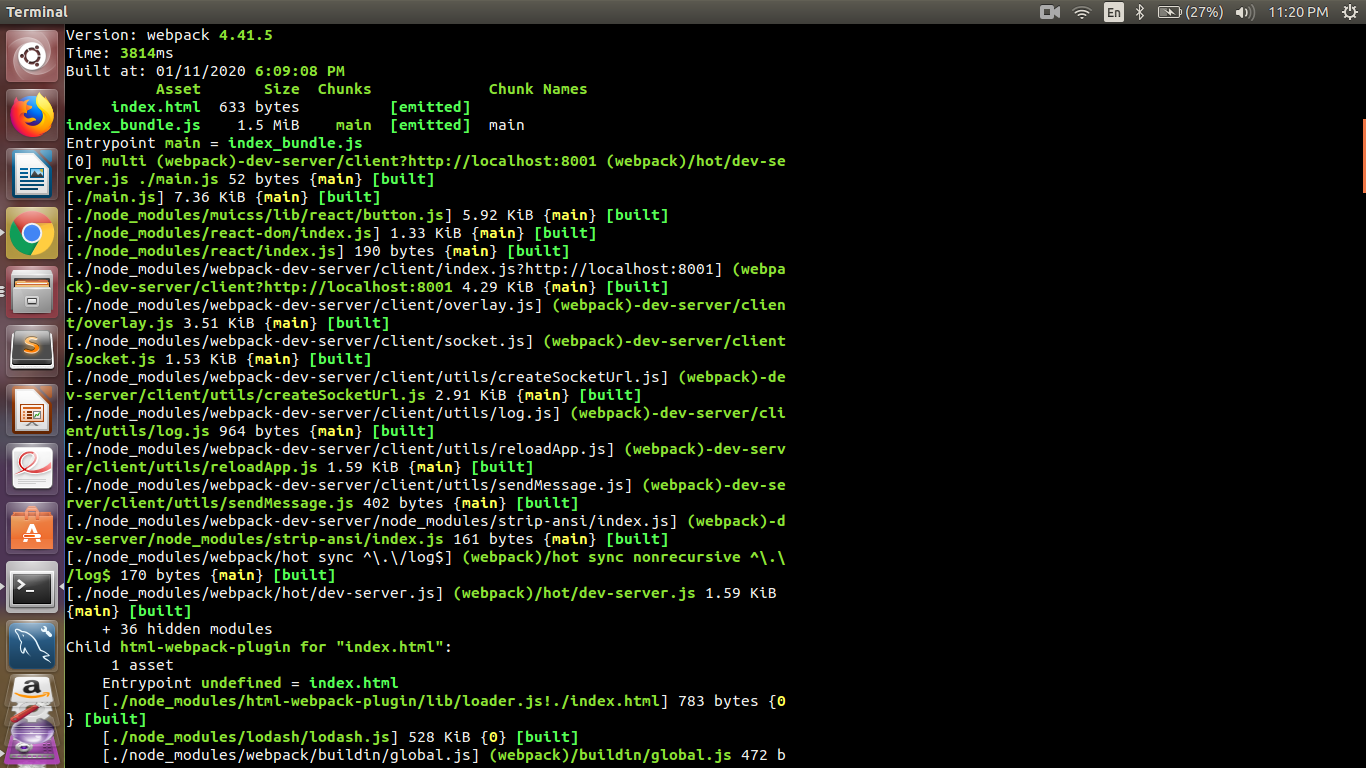 Terminal
En
(27%)
11:20 PM
Version: webpack 4.41.5
Time: 3814ms
Built at: 01/11/2020 6:09:08 PM
Asset Size Chunks Chunk Names
index.html 633 bytes [emitted]
index_bundle.js 1.5 MiB main [emitted] main
Entrypoint main = index_bundle.js
[0] multi (webpack)-dev-server/client?http://localhost:8001 (webpack)/hot/dev-se
rver.js ./main.js 52 bytes {main} [built]
[./main.js] 7.36 KiB {main} [built]
[./node_modules/muicss/lib/react/button.js] 5.92 KiB {main} [built]
[./node_modules/react-dom/index.js] 1.33 KiB {main} [built]
[./node_modules/react/index.js] 190 bytes {main} [built]
[./node_modules/webpack-dev-server/client/index.js?http://localhost:8001] (webpa
ck)-dev-server/client?http://localhost:8001 4.29 KiB {main} [built]
[./node_modules/webpack-dev-server/client/overlay.js] (webpack)-dev-server/clien
t/overlay.js 3.51 KiB {main} [built]
[./node_modules/webpack-dev-server/client/socket.js] (webpack)-dev-server/client
/socket.js 1.53 KiB {main} [built]
[./node_modules/webpack-dev-server/client/utils/createSocketUrl.js] (webpack)-de
v-server/client/utils/createSocketUrl.js 2.91 KiB {main} [built]
[./node_modules/webpack-dev-server/client/utils/log.js] (webpack)-dev-server/cli
ent/utils/log.js 964 bytes {main} [built]
[./node_modules/webpack-dev-server/client/utils/reloadApp.js] (webpack)-dev-serv
er/client/utils/reloadApp.js 1.59 KiB {main} [built]
[./node_modules/webpack-dev-server/client/utils/sendMessage.js] (webpack)-dev-se
rver/client/utils/sendMessage.js 402 bytes {main} [built]
[./node_modules/webpack-dev-server/node_modules/strip-ansi/index.js] (webpack)-d
ev-server/node_modules/strip-ansi/index.js 161 bytes {main} [built]
[./node_modules/webpack/hot sync ^\.\/log$] (webpack)/hot sync nonrecursive ^\.\
/log$ 170 bytes {main} [built]
[./node_modules/webpack/hot/dev-server.js] (webpack)/hot/dev-server.js 1.59 KiB
{main} [built]
+ 36 hidden modules
Child html-webpack-plugin for "index.html":
1 asset
Entrypoint undefined = index.html
[./node_modules/html-webpack-plugin/lib/loader.js!./index.html] 783 bytes {0
} [built]
[./node_modules/lodash/lodash.js] 528 KiB {0} [built]
[./node_modules/webpack/buildin/global.js] (webpack)/buildin/global.js 472 b